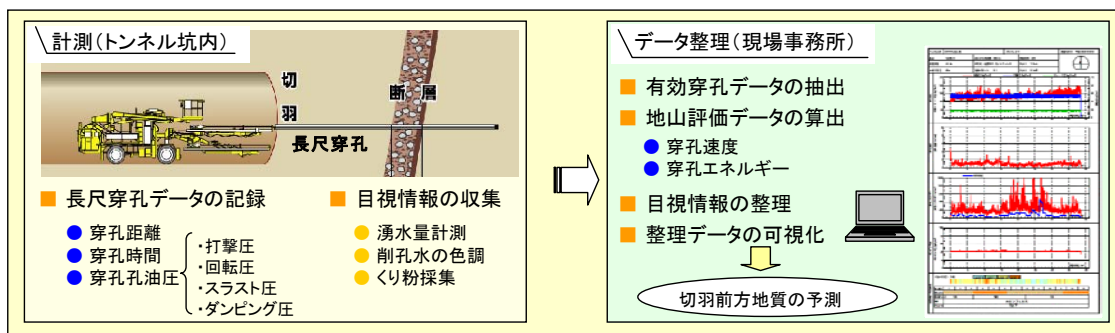 計測(トンネル坑内)
切
羽
断層
長尺穿孔
■ 長尺穿孔データの記録
● 穿孔距離
● 穿孔時間
● 穿孔孔油圧
・打撃圧
・回転圧
・スラスト圧
・ダンピング圧
■ 目視情報の収集
● 湧水量計測
● 削孔水の色調
● くり粉採集
データ整理(現場事務所)
■ 有効穿孔データの抽出
■ 地山評価データの算出
● 穿孔速度
● 穿孔エネルギー
■ 目視情報の整理
■ 整理データの可視化
切羽前方地質の予測